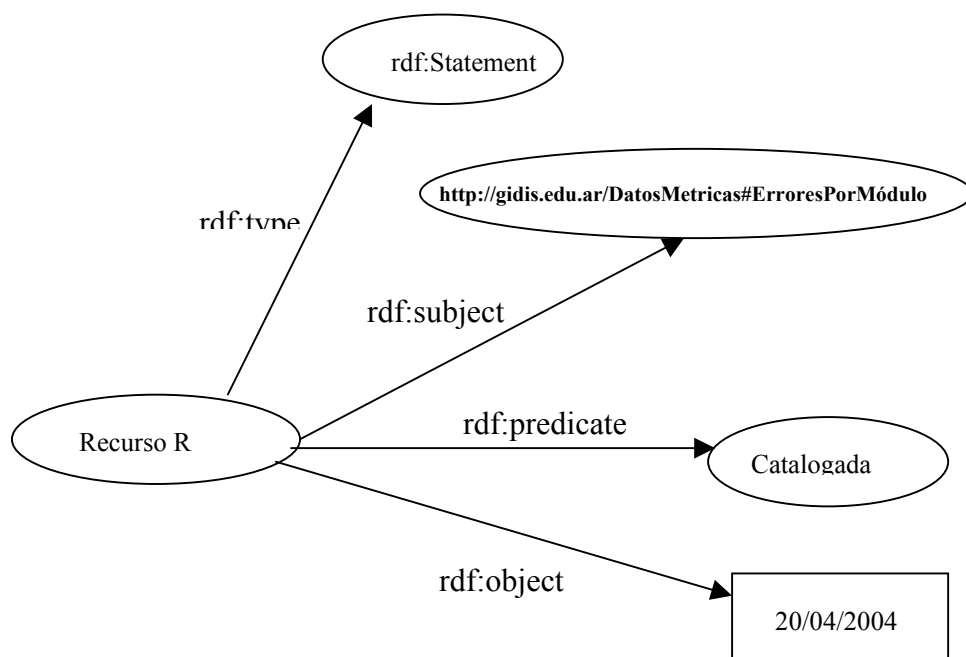 rdf:Statement
http://gidis.edu.ar/DatosMetricas#ErroresPorMódulo
rdf:type
rdf:subject
rdf:predicate
Recurso R
Catalogada
rdf:object
20/04/2004